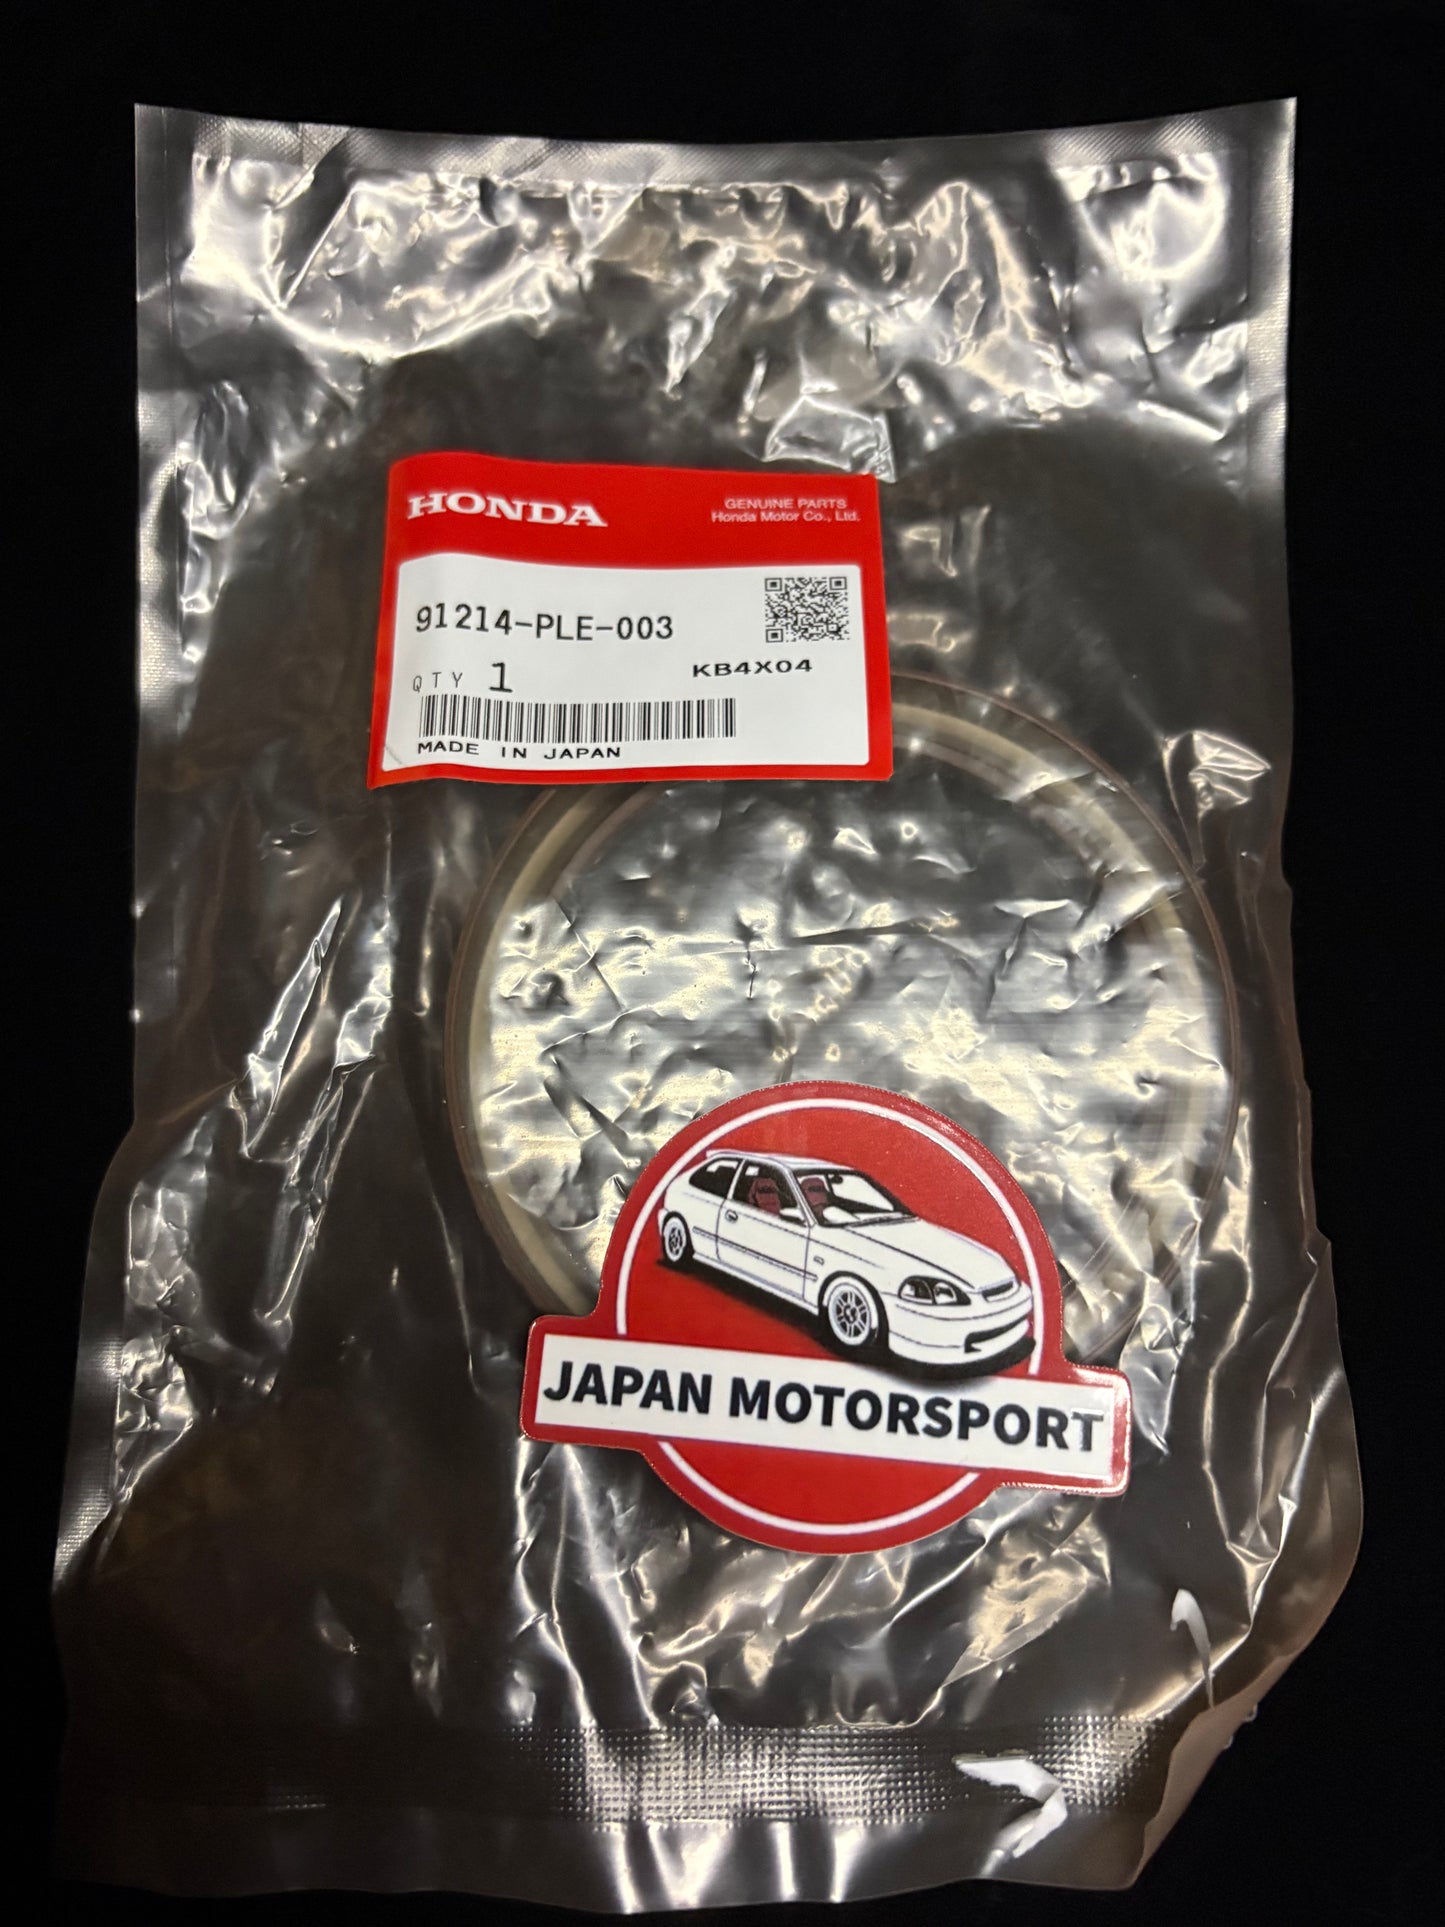 HONDA
GENUINE PARTS
Honda Motor Co., Ltd.
91214-PLE-003
QTY 1
KB4X04
MADE IN JAPAN
JAPAN MOTORSPORT